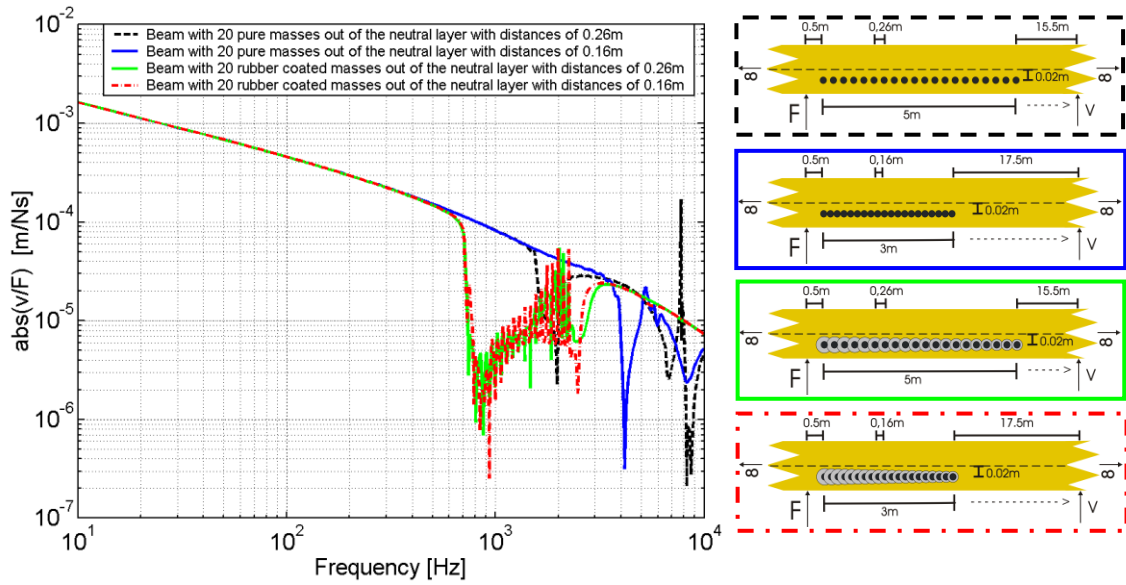 10^-2
10^-3
10^-4
10^-5
10^-6
10^-7
abs(v/F) [m/Ns]
Beam with 20 pure masses out of the neutral layer with distances of 0.26m
Beam with 20 pure masses out of the neutral layer with distances of 0.16m
Beam with 20 rubber coated masses out of the neutral layer with distances of 0.26m
Beam with 20 rubber coated masses out of the neutral layer with distances of 0.16m
10^1
10^2
10^3
10^4
Frequency [Hz]
0.5m 0,26m 15.5m
∞ ∞
0.02m
F 5m V
0.5m 0,16m 17.5m
∞ ∞
0.02m
F 3m V
0.5m 0,26m 15.5m
∞ ∞
0.02m
F 5m V
0.5m 0,16m 17.5m
∞ ∞
0.02m
F 3m V